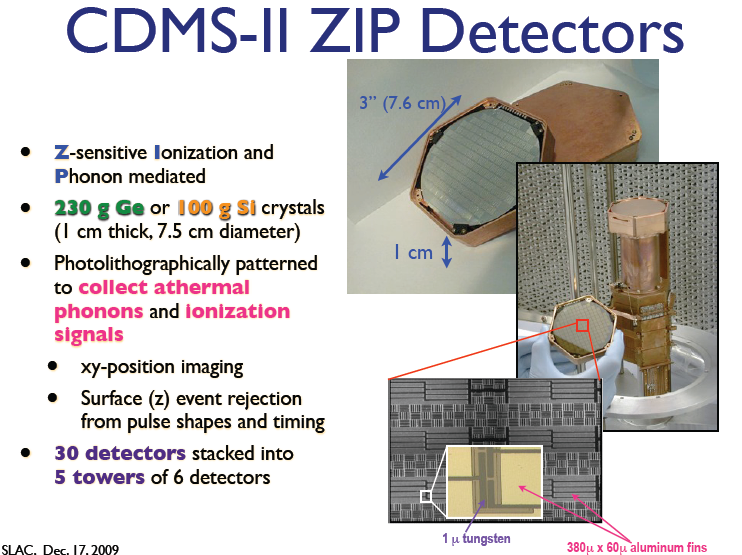 CDMS-II ZIP Detectors
3” (7.6 cm)
1 cm
• Z-sensitive Ionization and
Phonon mediated
• 230 g Ge or 100 g Si crystals
(1 cm thick, 7.5 cm diameter)
• Photolithographically patterned
to collect athermal
phonons and ionization
signals
• xy-position imaging
• Surface (z) event rejection
from pulse shapes and timing
• 30 detectors stacked into
5 towers of 6 detectors
1 μ tungsten
380μ x 60μ aluminum fins
SLAC, Dec. 17, 2009